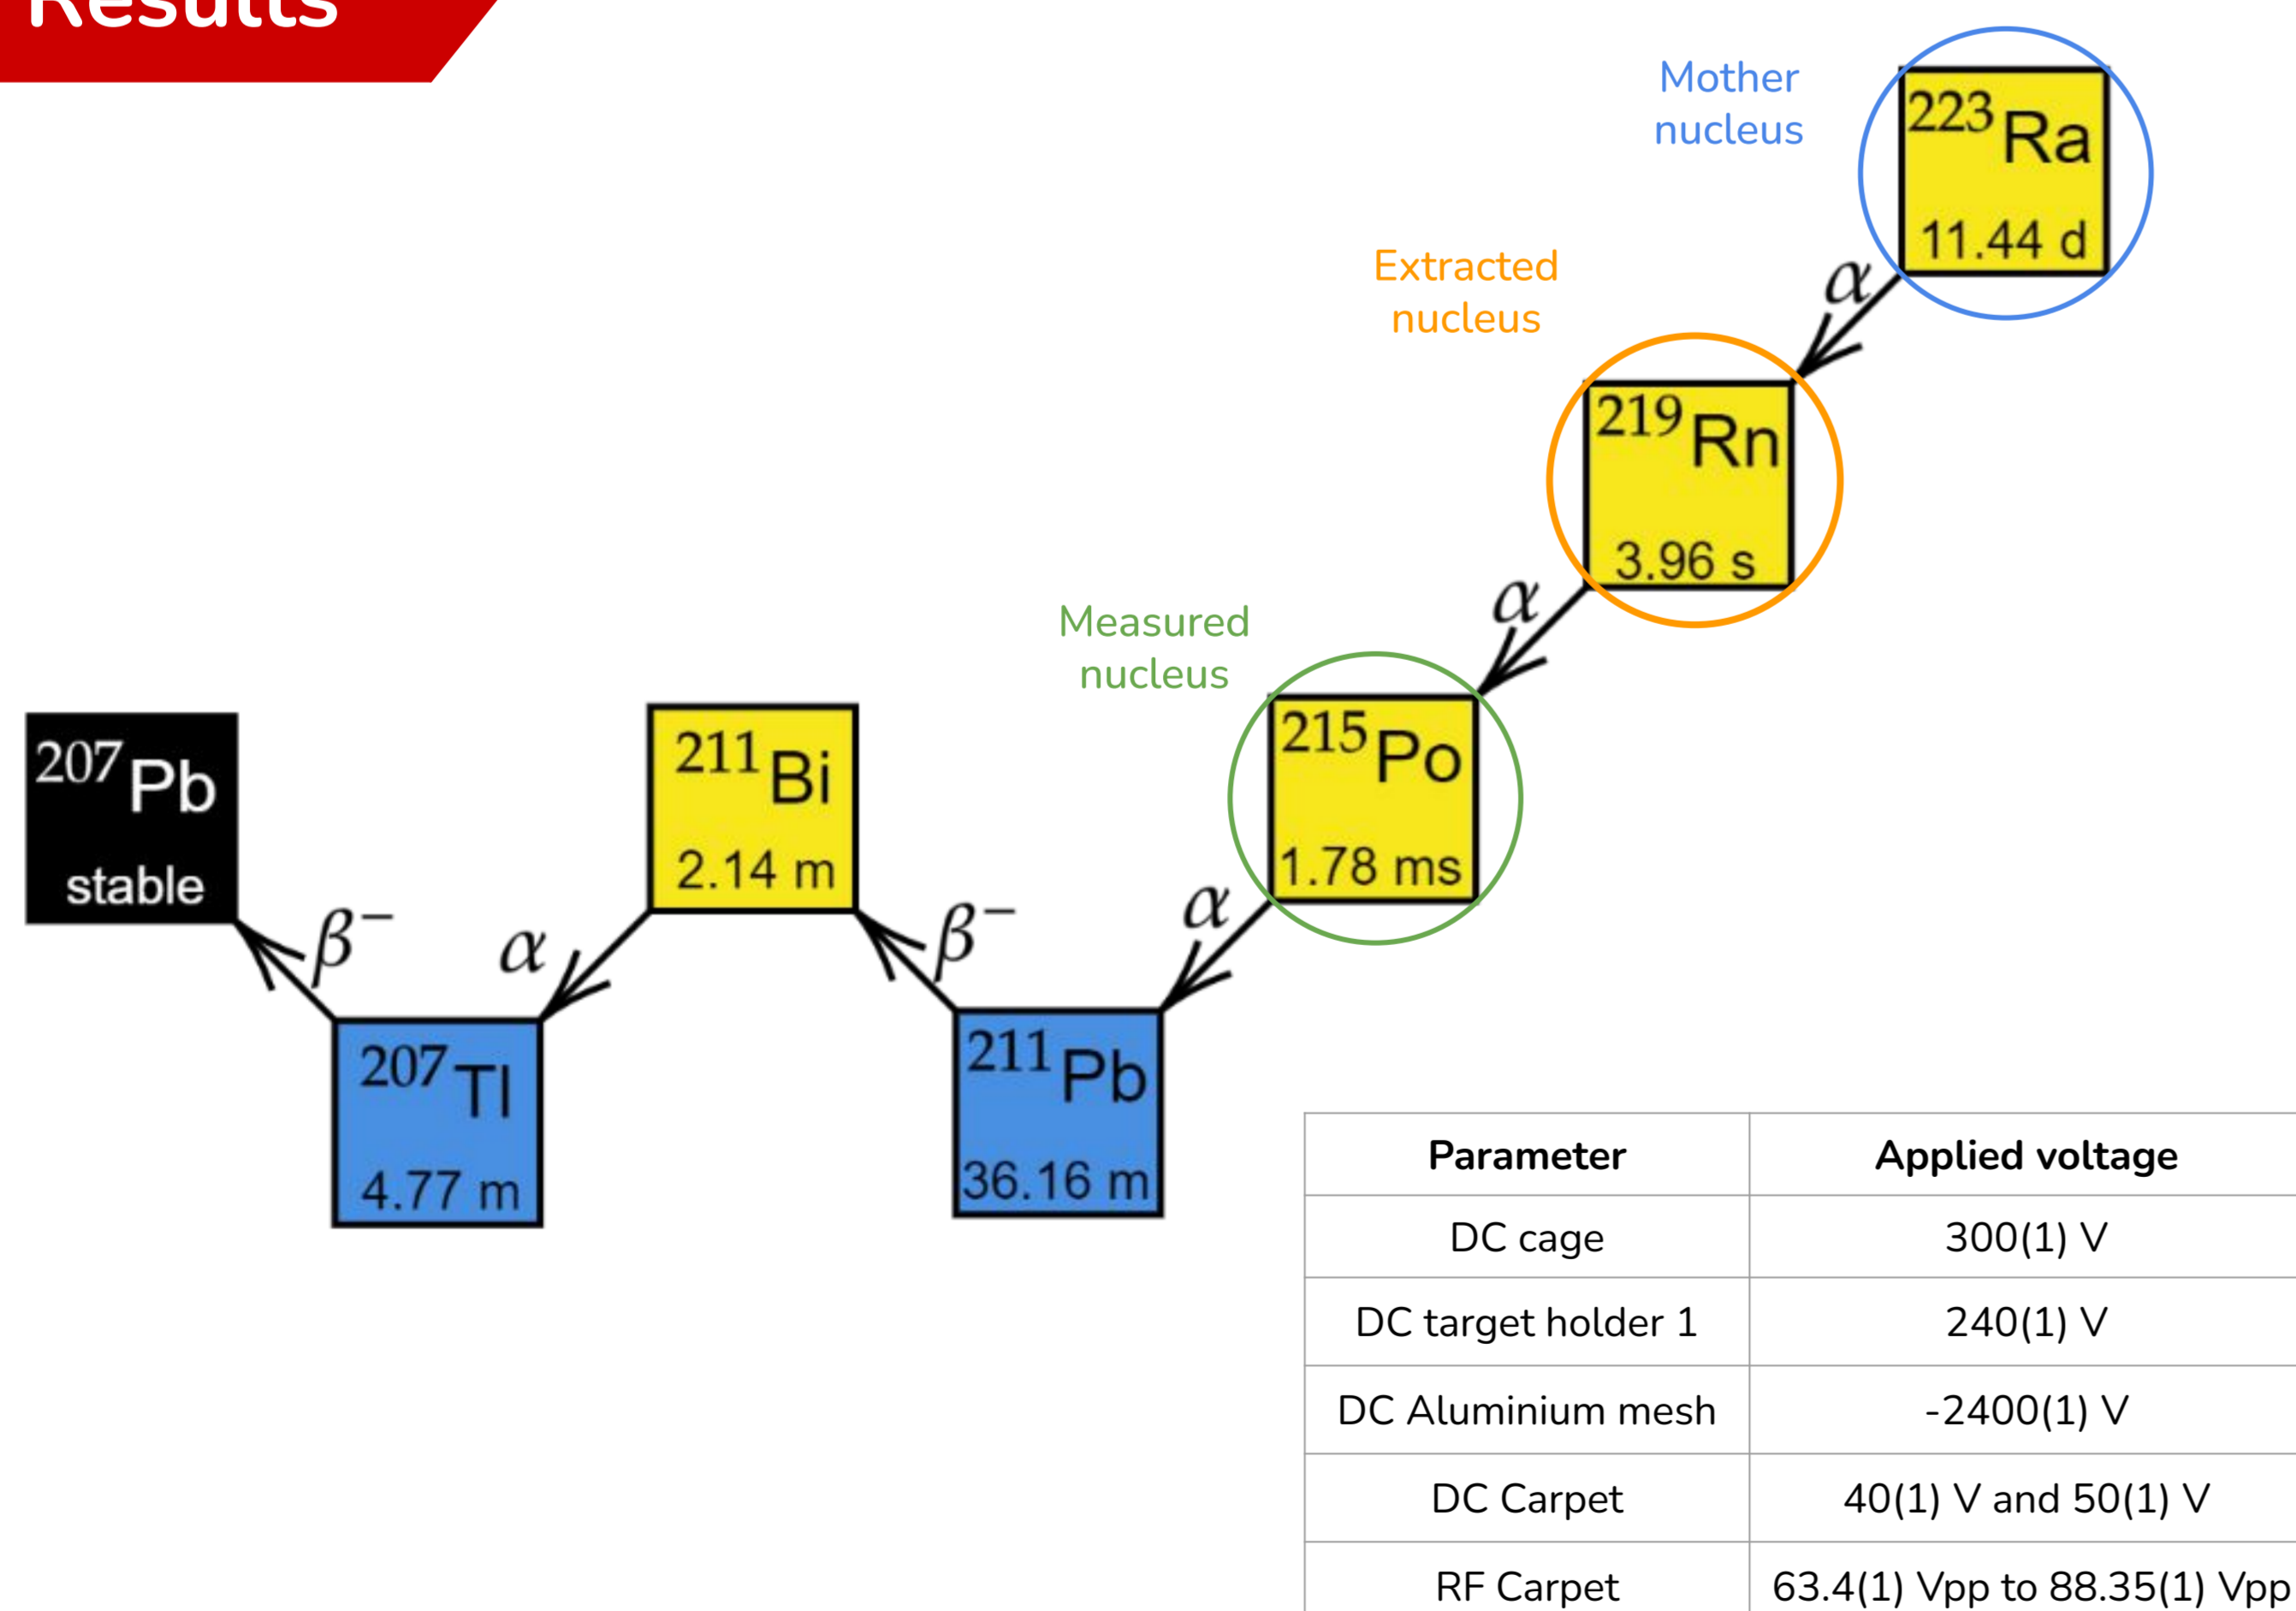 Results
Mother
nucleus
223Ra
11.44 d
α
Extracted
nucleus
219Rn
3.96 s
α
Measured
nucleus
215Po
1.78 ms
α
211Pb
36.16 m
β−
211Bi
2.14 m
α
207Tl
4.77 m
β−
207Pb
stable
Parameter Applied voltage
DC cage 300(1) V
DC target holder 1 240(1) V
DC Aluminium mesh -2400(1) V
DC Carpet 40(1) V and 50(1) V
RF Carpet 63.4(1) Vpp to 88.35(1) Vpp